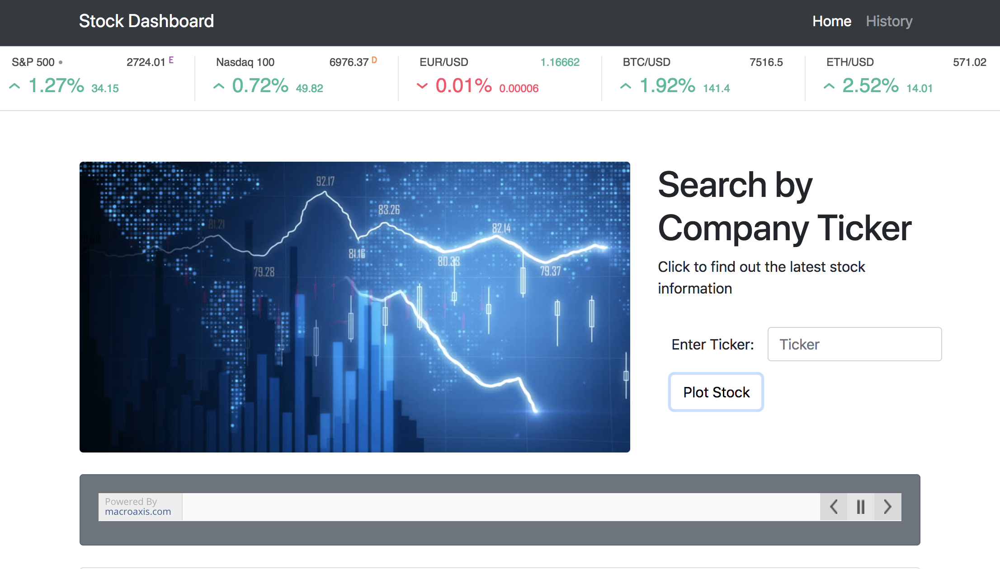 Stock Dashboard
Home History
S&P 500 • 2724.01 E
1.27% 34.15
Nasdaq 100 6976.37 D
0.72% 49.82
EUR/USD 1.16662
0.01% 0.00006
BTC/USD 7516.5
1.92% 141.4
ETH/USD 571.02
2.52% 14.01
92.17
83.26
81.21
82.14
81.16
80.33
79.28
79.37
Search by
Company Ticker
Click to find out the latest stock
information
Enter Ticker: Ticker
Plot Stock
Powered By
macroaxis.com